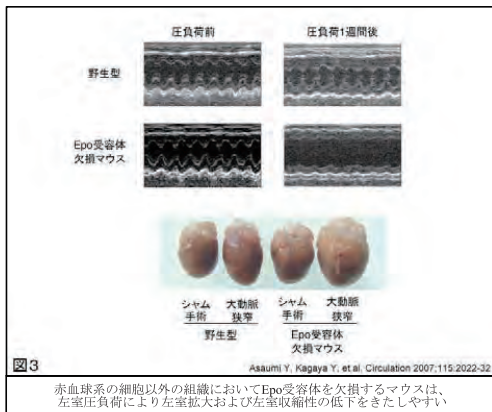 圧負荷前 圧負荷1週間後
野生型
Epo受容体
欠損マウス
シャム 大動脈 シャム 大動脈
手術 狭窄 手術 狭窄
野生型 Epo受容体
欠損マウス
図3
Asaumi Y, Kagaya Y, et al. Circulation 2007;115:2022-32
赤血球系の細胞以外の組織においてEpo受容体を欠損するマウスは、
左室圧負荷により左室拡大および左室収縮性の低下をきたしやすい